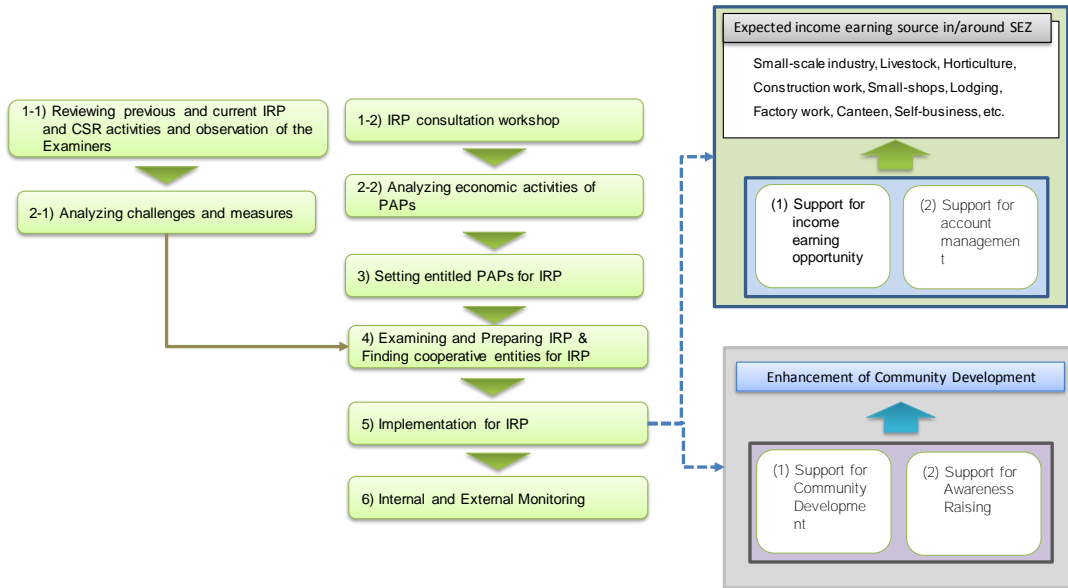 1-1) Reviewing previous and current IRP
and CSR activities and observation of the
Examiners
2-1) Analyzing challenges and measures
1-2) IRP consultation workshop
2-2) Analyzing economic activities of
PAPs
3) Setting entitled PAPs for IRP
4) Examining and Preparing IRP &
Finding cooperative entities for IRP
5) Implementation for IRP
6) Internal and External Monitoring
Expected income earning source in/around SEZ
Small-scale industry, Livestock, Horticulture,
Construction work, Small-shops, Lodging,
Factory work, Canteen, Self-business, etc.
(1) Support for
income
earning
opportunity
(2) Support for
account
managemen
t
Enhancement of Community Development
(1) Support for
Community
Developme
nt
(2) Support for
Awareness
Raising